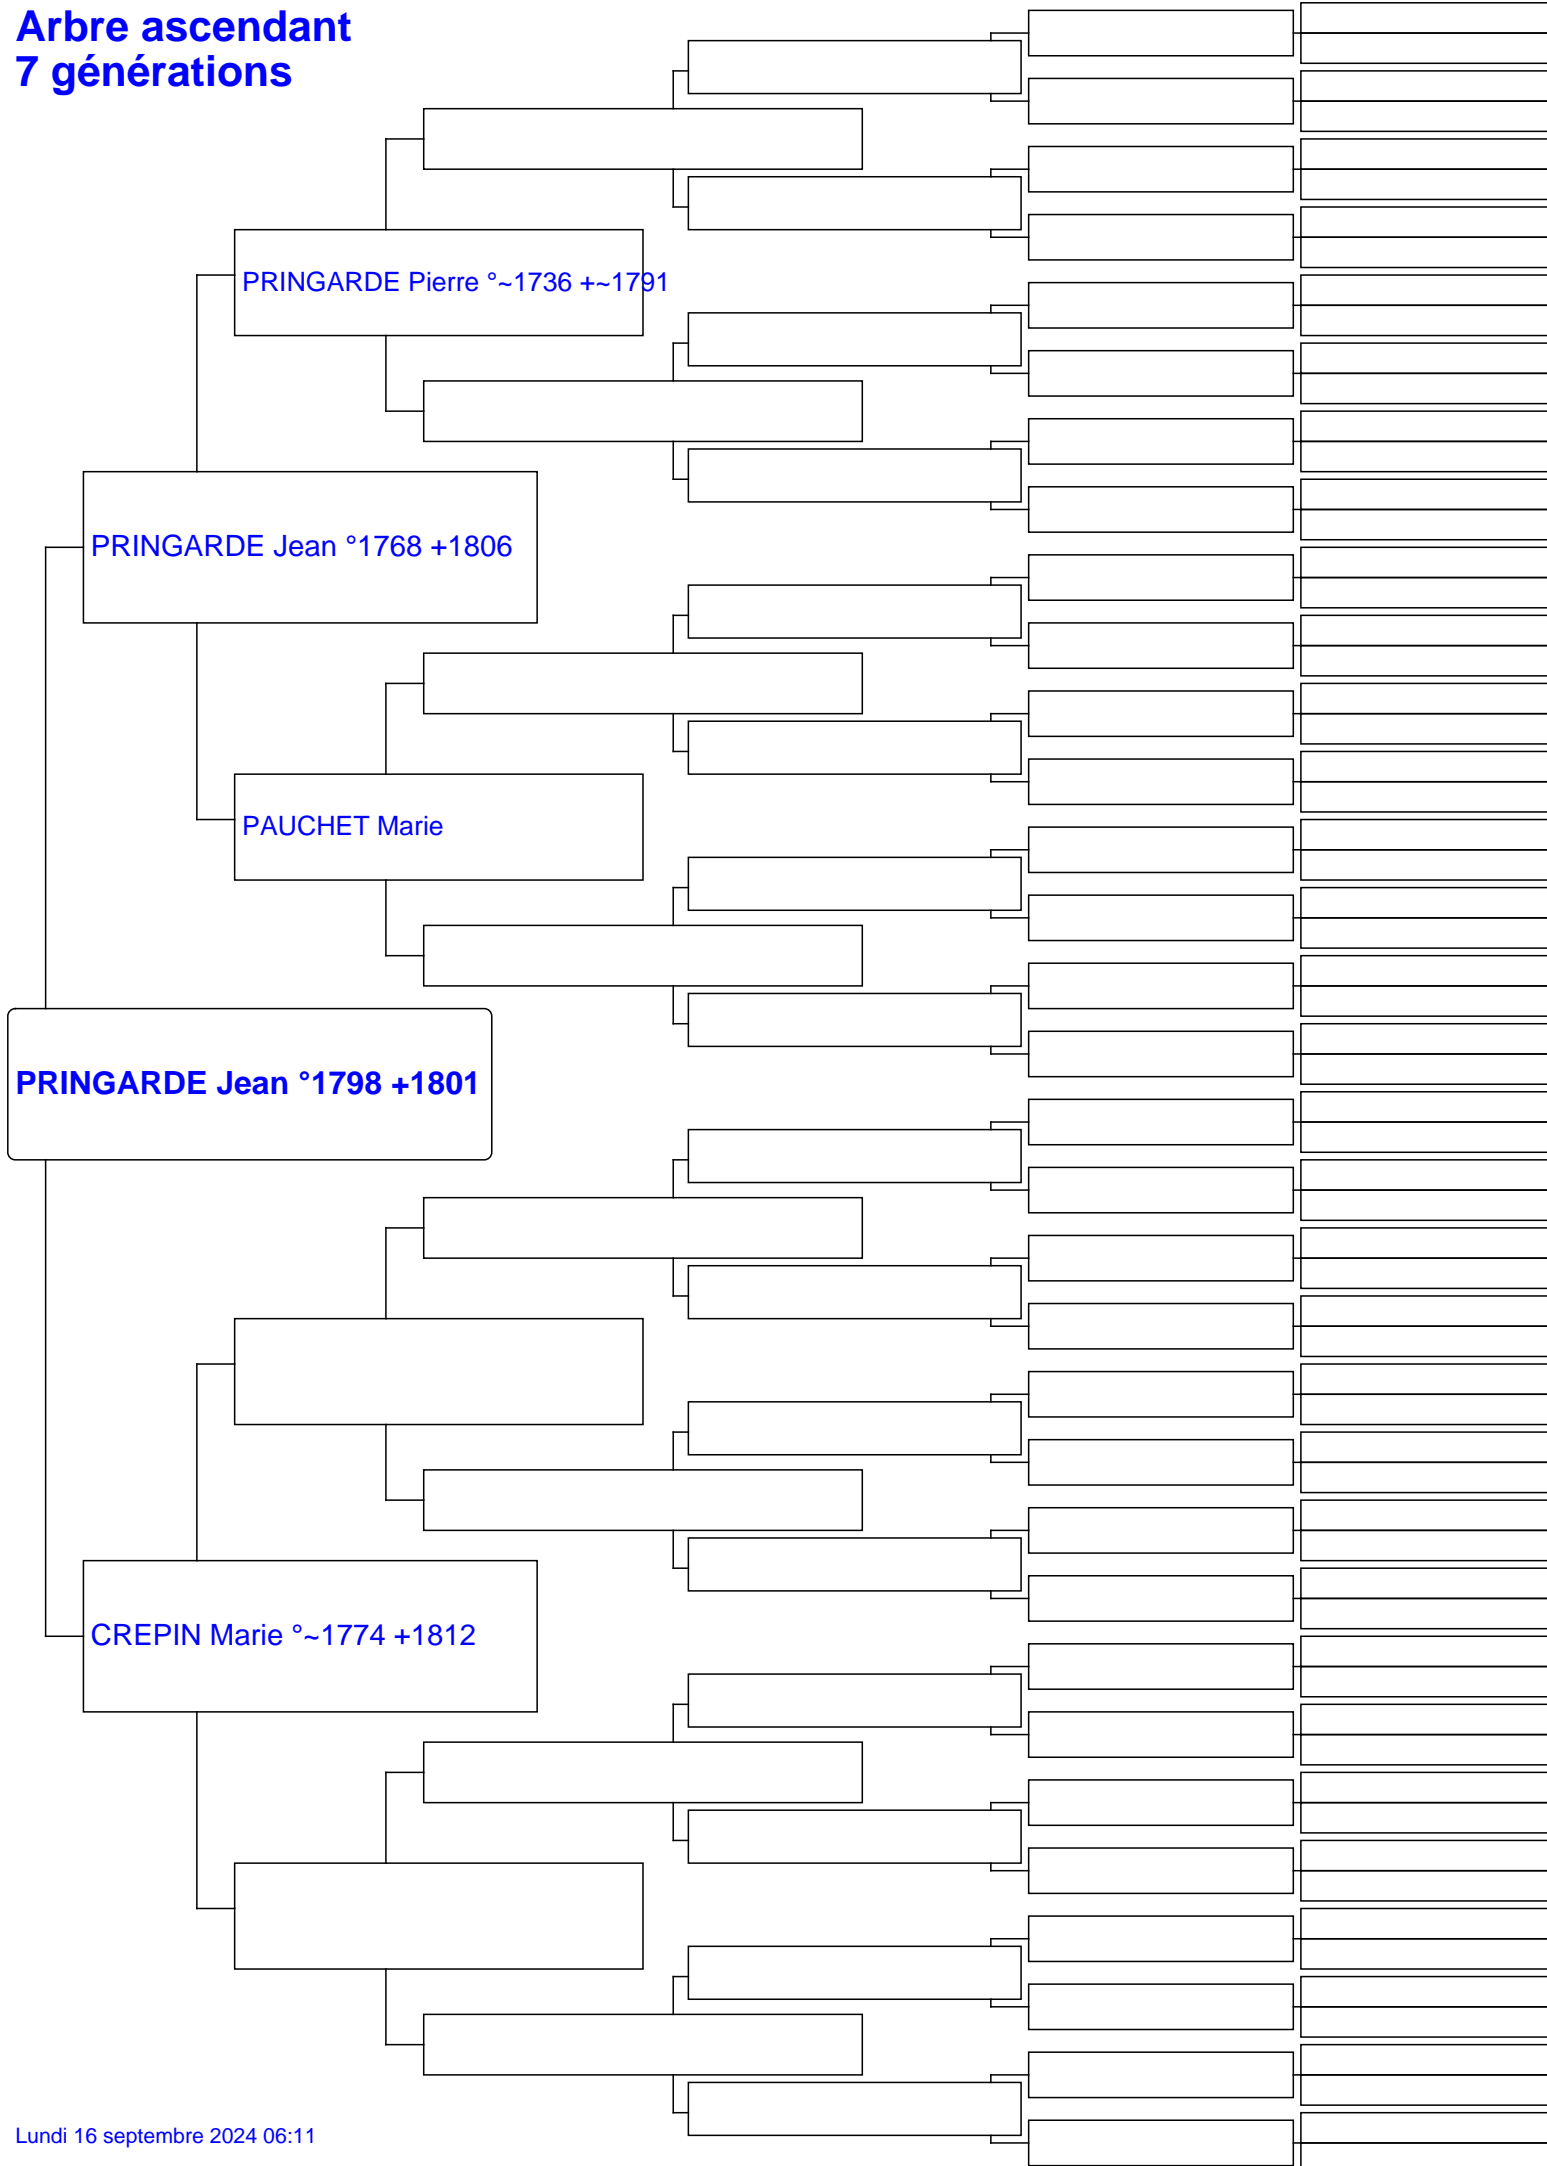 Arbre ascendant
7 générations
PRINGARDE Pierre °~1736 +~1791
PRINGARDE Jean °1768 +1806
PAUCHET Marie
PRINGARDE Jean °1798 +1801
CREPIN Marie °~1774 +1812
Lundi 16 septembre 2024 06:11